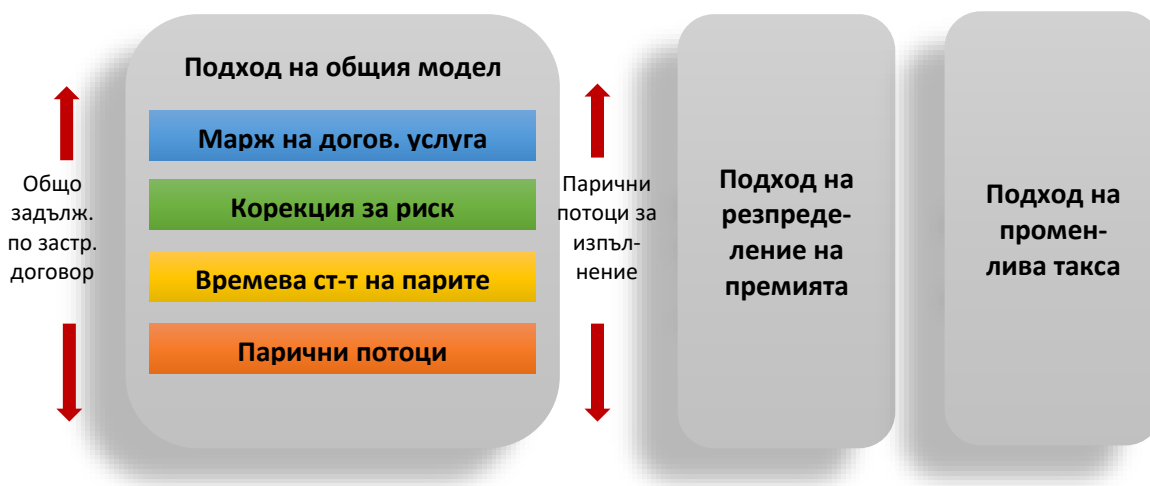 Подход на общия модел
Марж на догов. услуга
Корекция за риск
Времева ст-т на парите
Парични потоци
Общо
задълж.
по застр.
договор
Парични
потоци за
изпъл-
нение
Подход на
резпреде-
ление на
премията
Подход на
промен-
лива такса